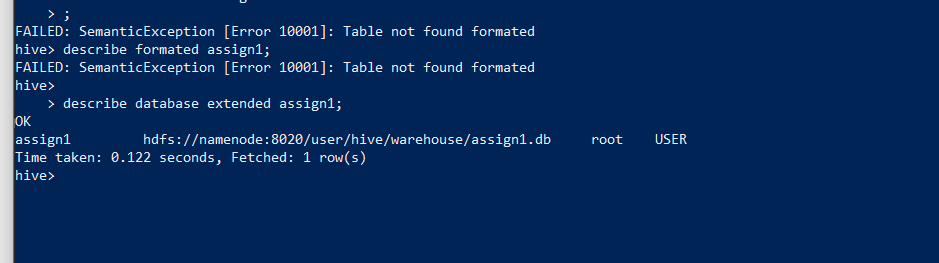 > ;
FAILED: SemanticException [Error 10001]: Table not found formated
hive> describe formated assign1;
FAILED: SemanticException [Error 10001]: Table not found formated
hive>
> describe database extended assign1;
OK
assign1 hdfs://namenode:8020/user/hive/warehouse/assign1.db root USER
Time taken: 0.122 seconds, Fetched: 1 row(s)
hive>